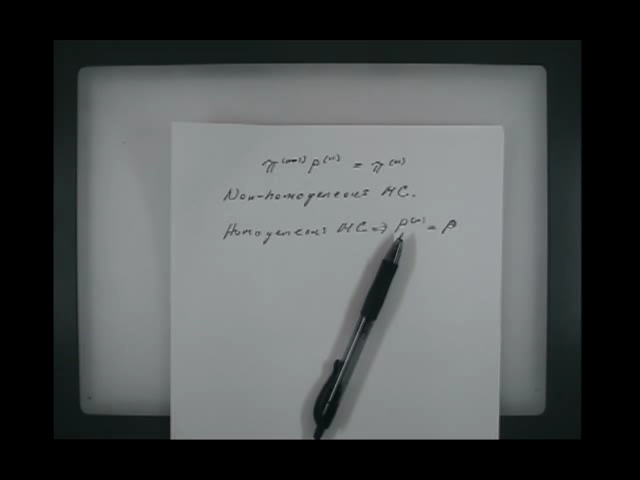 π⁽ⁿ⁻¹⁾ P⁽ⁿ⁾ = π⁽ⁿ⁾
Non-homogeneous MC.
Homogeneous MC ⇒ P⁽ⁿ⁾ = P